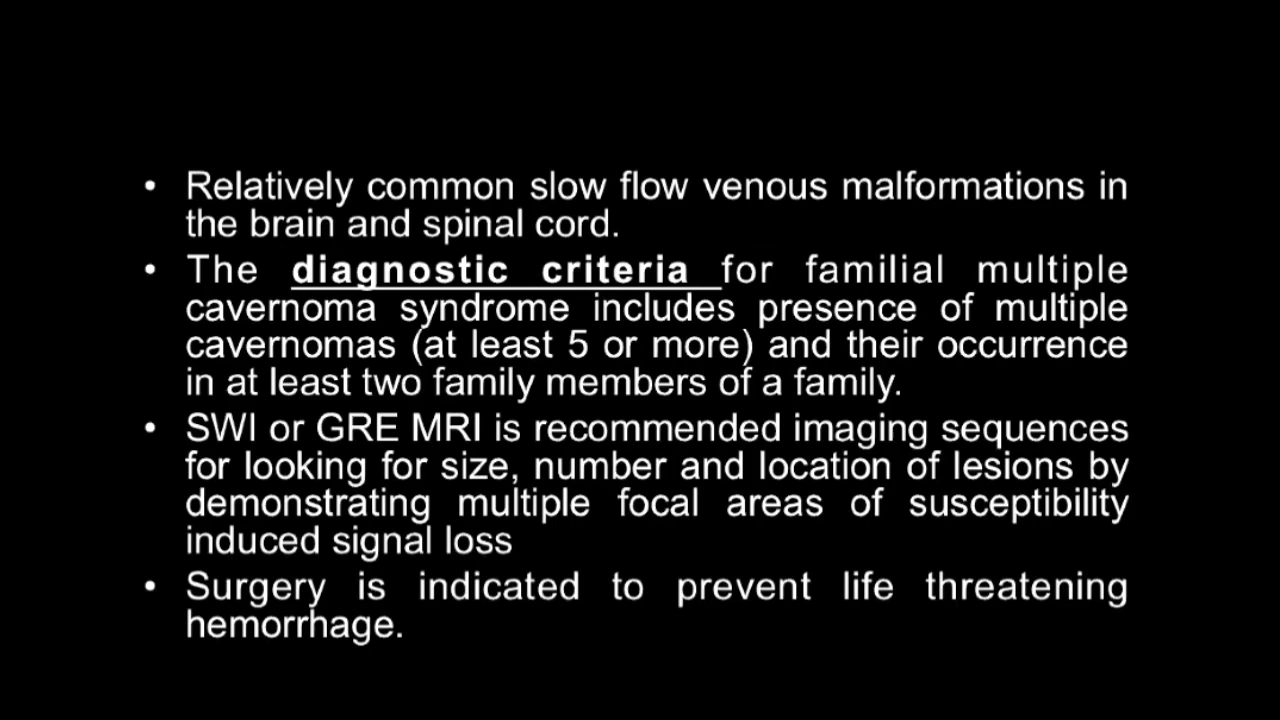 • Relatively common slow flow venous malformations in
the brain and spinal cord.
• The diagnostic criteria for familial multiple
cavernoma syndrome includes presence of multiple
cavernomas (at least 5 or more) and their occurrence
in at least two family members of a family.
• SWI or GRE MRI is recommended imaging sequences
for looking for size, number and location of lesions by
demonstrating multiple focal areas of susceptibility
induced signal loss
• Surgery is indicated to prevent life threatening
hemorrhage.